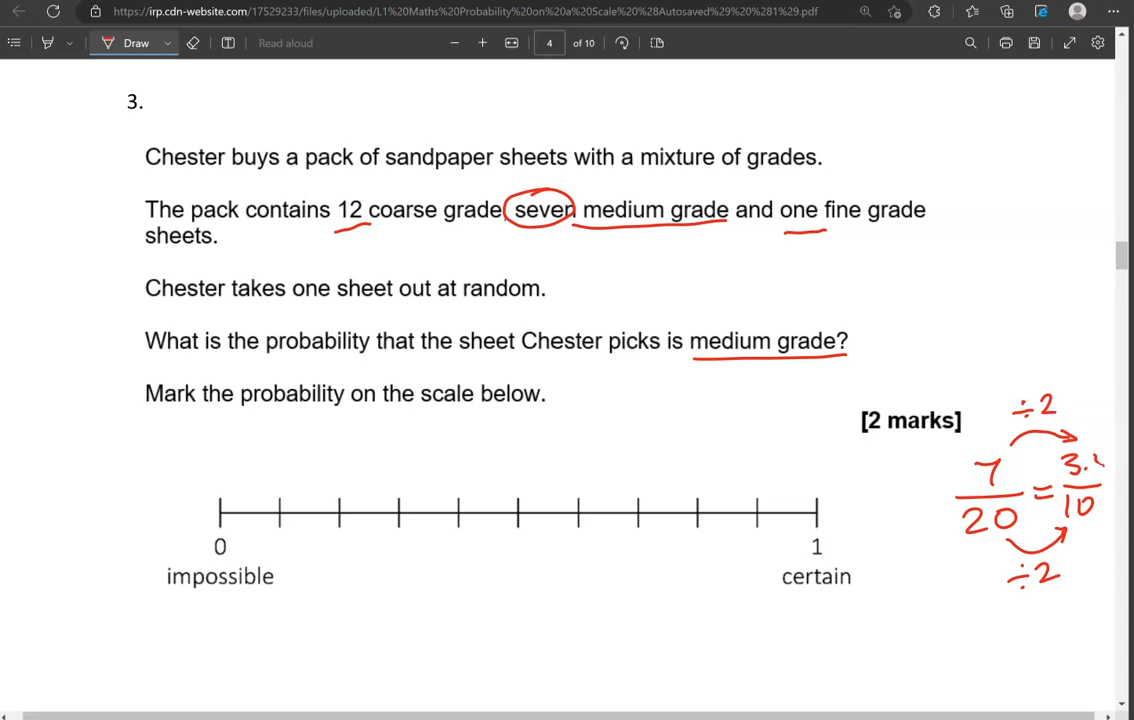 https://irp.cdn-website.com/17529233/files/uploaded/L1%20Maths%20Probability%20on%20a%20Scale%20%28Autosaved%29%20%281%29.pdf
Draw
Read aloud
4 of 10
3.
Chester buys a pack of sandpaper sheets with a mixture of grades.
The pack contains 12 coarse grade, seven medium grade and one fine grade
sheets.
Chester takes one sheet out at random.
What is the probability that the sheet Chester picks is medium grade?
Mark the probability on the scale below.
[2 marks]
÷2
7/20 = 3./10
÷2
0 1
impossible certain